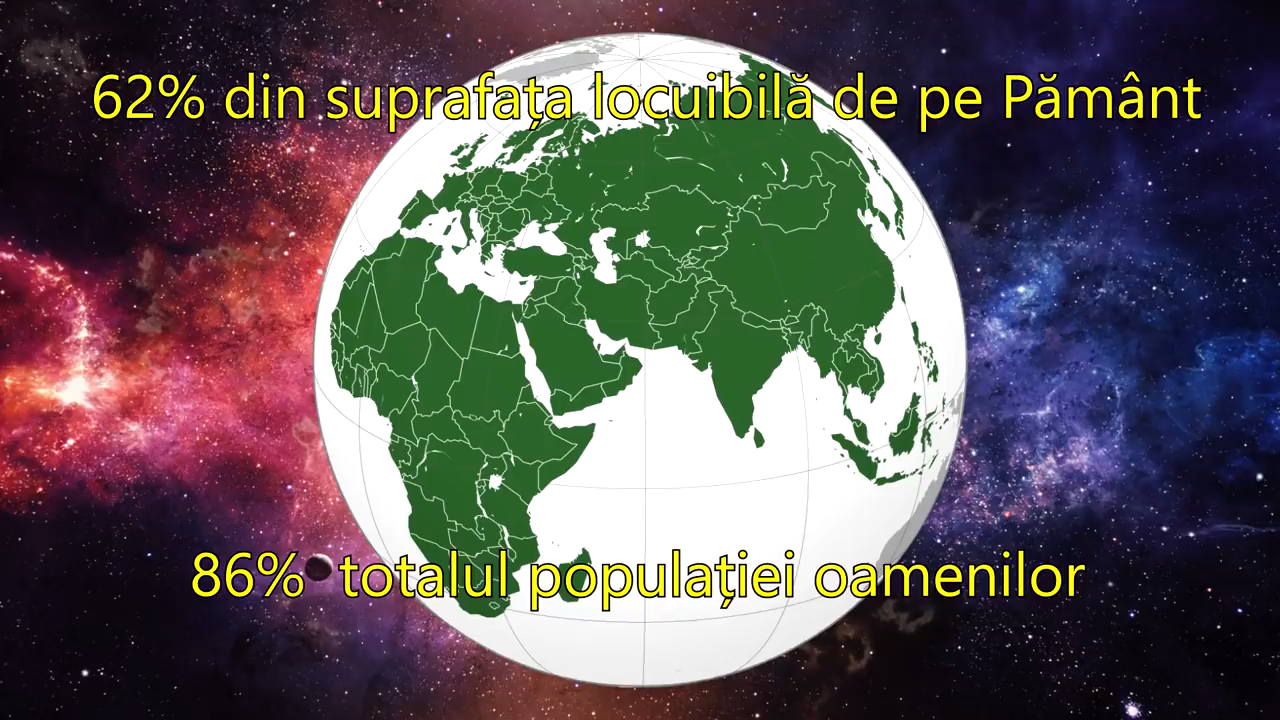 62% din suprafața locuibilă de pe Pământ
86% totalul populației oamenilor